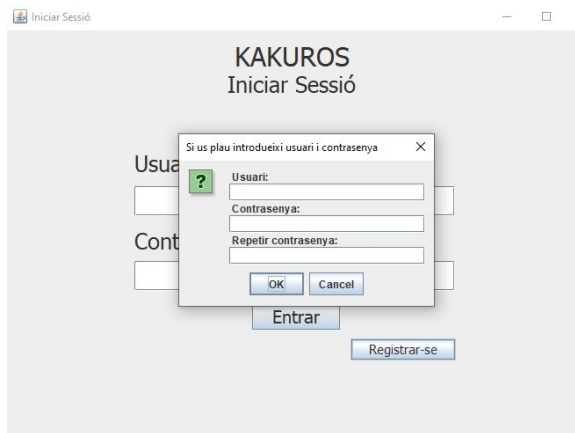 Iniciar Sessió
KAKUROS
Iniciar Sessió
Si us plau introdueixi usuari i contrasenya
Usua
?
Usuari:
Contrasenya:
Cont
Repetir contrasenya:
OK
Cancel
Entrar
Registrar-se